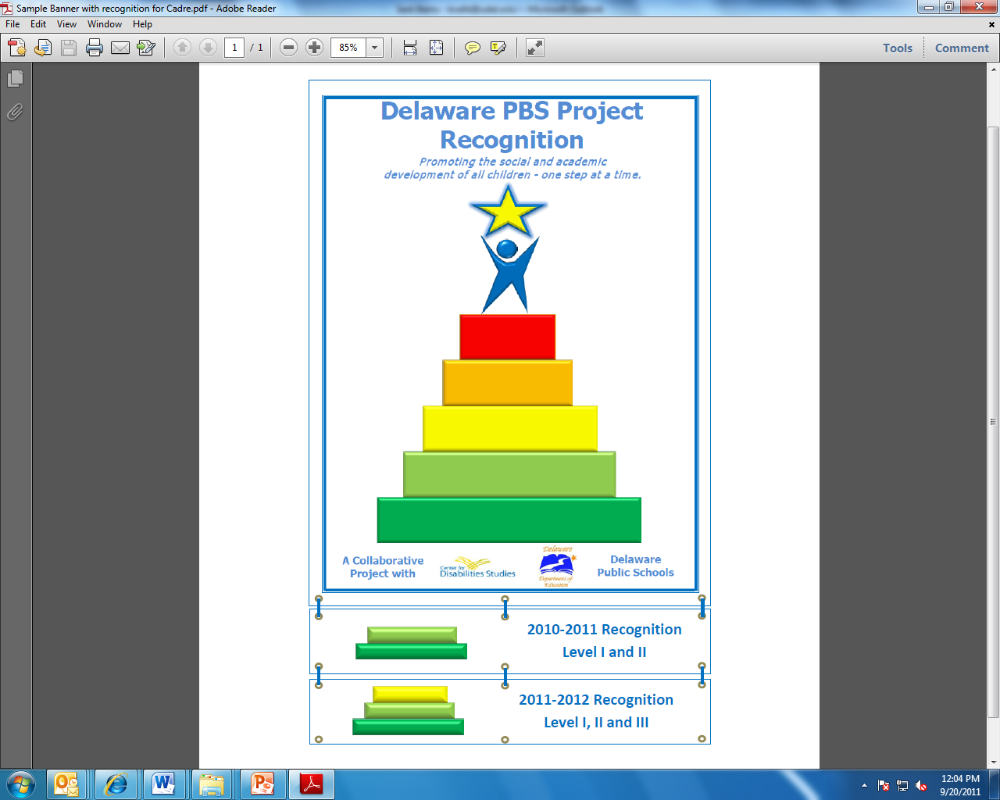 Sample Banner with recognition for Cadre.pdf - Adobe Reader
File Edit View Window Help
1 / 1 85% Tools Comment
Delaware PBS Project
Recognition
Promoting the social and academic
development of all children - one step at a time.
A Collaborative
Project with
Center for
Disabilities Studies
Delaware
Department of
Education
Delaware
Public Schools
2010-2011 Recognition
Level I and II
2011-2012 Recognition
Level I, II and III
12:04 PM
9/20/2011